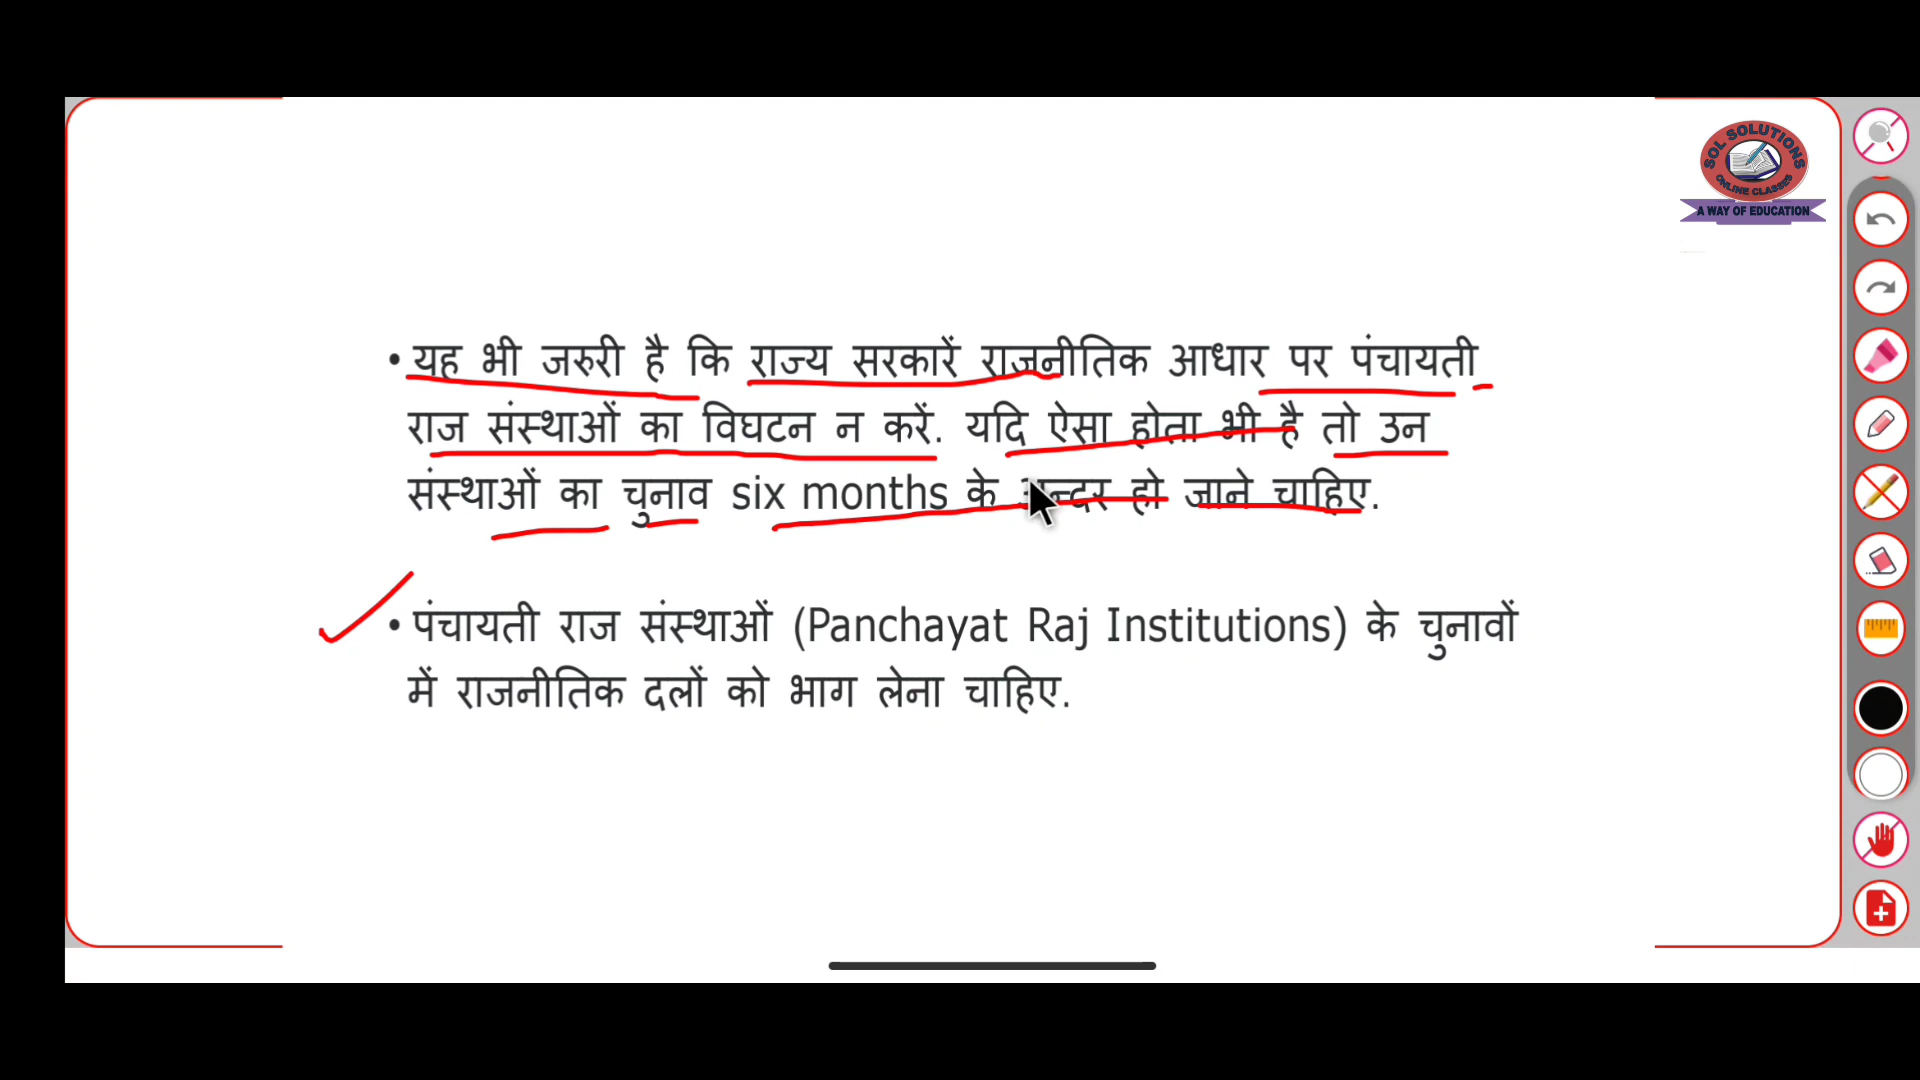 SOL SOLUTIONS
ONLINE CLASSES
A WAY OF EDUCATION
• यह भी जरुरी है कि राज्य सरकारें राजनीतिक आधार पर पंचायती
राज संस्थाओं का विघटन न करें. यदि ऐसा होता भी है तो उन
संस्थाओं का चुनाव six months के अन्दर हो जाने चाहिए.
• पंचायती राज संस्थाओं (Panchayat Raj Institutions) के चुनावों
में राजनीतिक दलों को भाग लेना चाहिए.